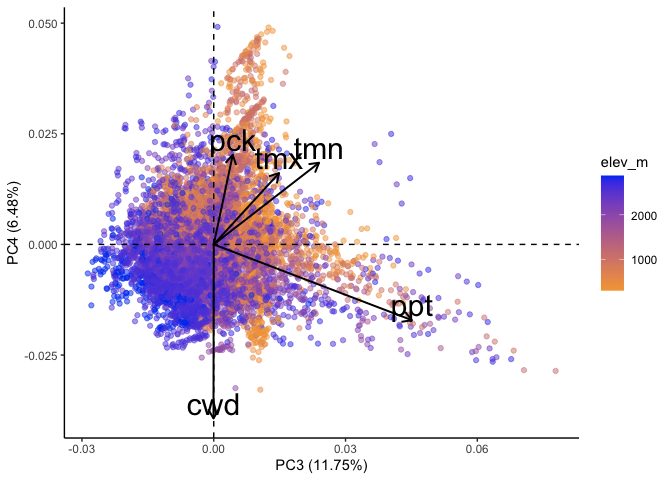 0.050
0.025
0.000
-0.025
PC4 (6.48%)
pck
tmx
tmn
ppt
cwd
-0.03
0.00
0.03
0.06
PC3 (11.75%)
elev_m
2000
1000